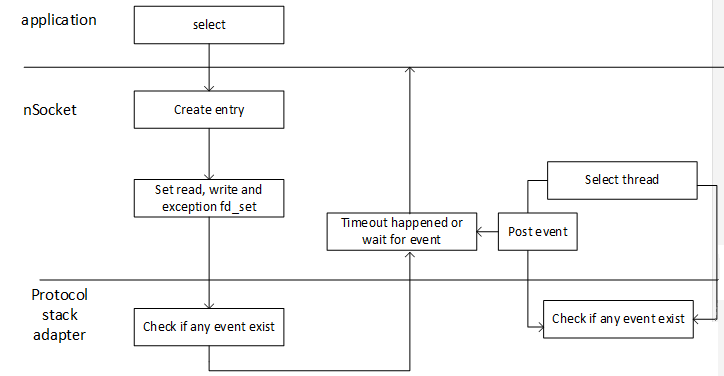 application
select
nSocket
Create entry
Set read, write and
exception fd_set
Select thread
Timeout happened or
wait for event
Post event
Protocol
stack
adapter
Check if any event exist
Check if any event exist